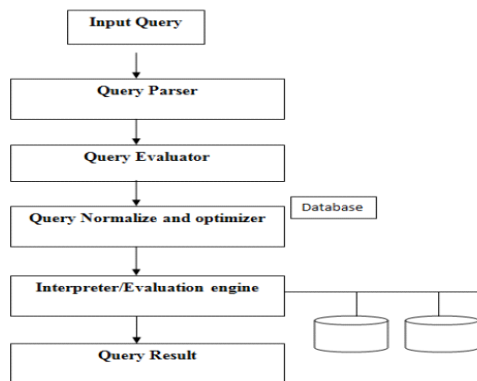 Input Query
Query Parser
Query Evaluator
Query Normalize and optimizer
Database
Interpreter/Evaluation engine
Query Result